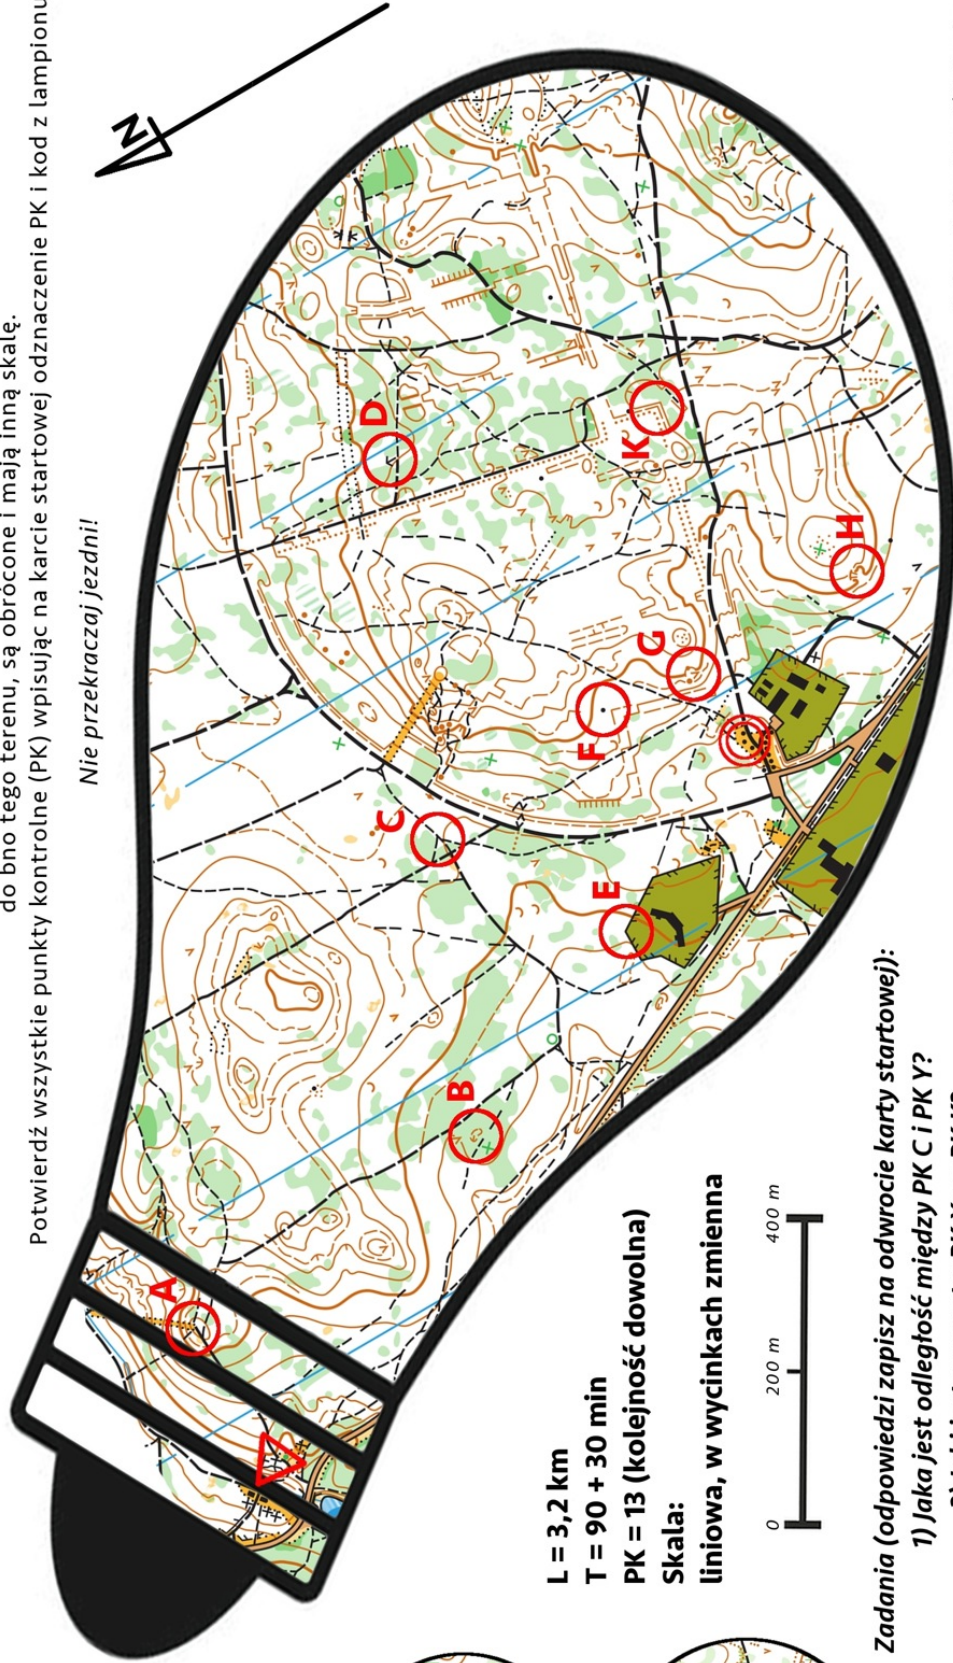 do bno tego terenu, są obrócone i mają inną skalę.
Potwierdź wszystkie punkty kontrolne (PK) wpisując na karcie startowej odznaczenie PK i kod z lampionu
Nie przekraczaj jezdni!
N
A
B
C
D
E
F
G
H
K
L = 3,2 km
T = 90 + 30 min
PK = 13 (kolejność dowolna)
Skala:
liniowa, w wycinkach zmienna
0 200 m 400 m
Zadania (odpowiedzi zapisz na odwrocie karty startowej):
1) Jaka jest odległość między PK C i PK Y?